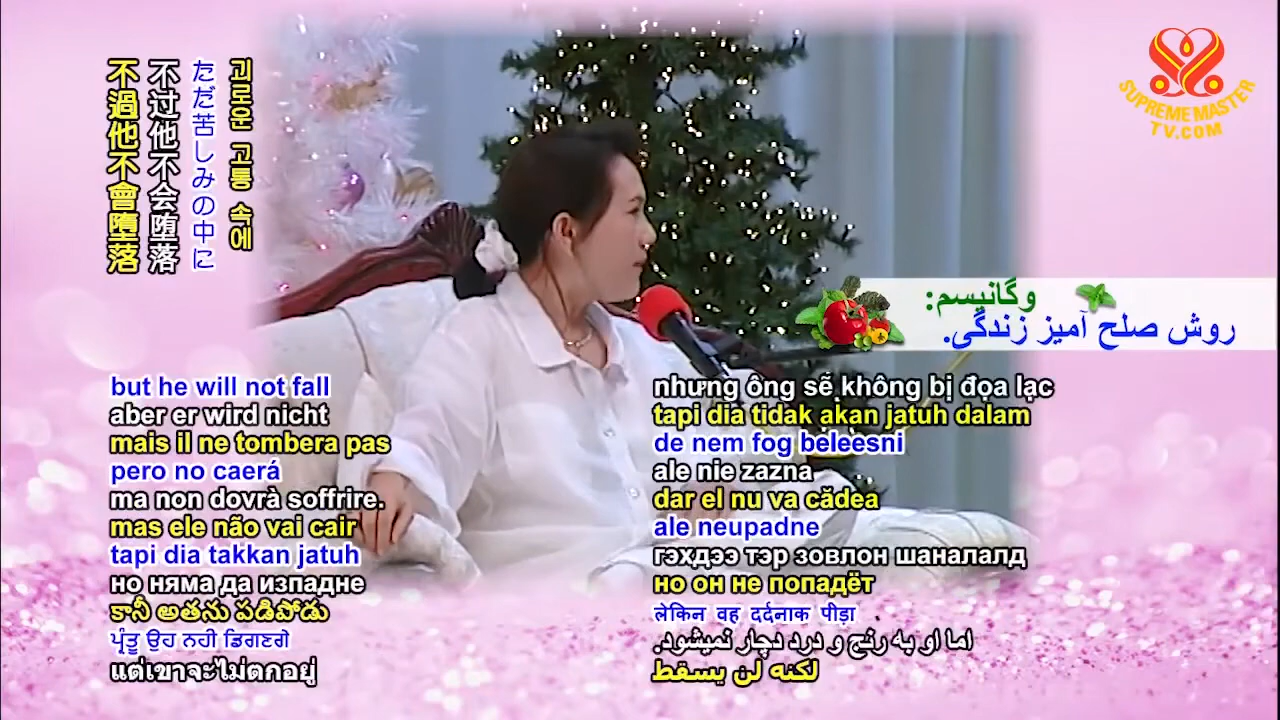 不過他不會墮落
不过他不会堕落
ただ苦しみの中に
괴로운 고통 속에
SUPREME MASTER
TV.COM
وگانیسم:
روش صلح آمیز زندگی.
but he will not fall
aber er wird nicht
mais il ne tombera pas
pero no caerá
ma non dovrà soffrire.
mas ele não vai cair
tapi dia takkan jatuh
но няма да изпадне
కానీ అతను పడిపోడు
ਪ੍ਰੰਤੂ ਉਹ ਨਹੀ ਡਿਗਣਗੇ
แต่เขาจะไม่ตกอยู่
nhưng ông sẽ không bị đọa lạc
tapi dia tidak akan jatuh dalam
de nem fog beleesni
ale nie zazna
dar el nu va cădea
ale neupadne
гэхдээ тэр зовлон шаналалд
но он не попадёт
लेकिन वह दर्दनाक पीड़ा
اما او به رنج و درد دچار نمیشود.
لكنه لن يسقط